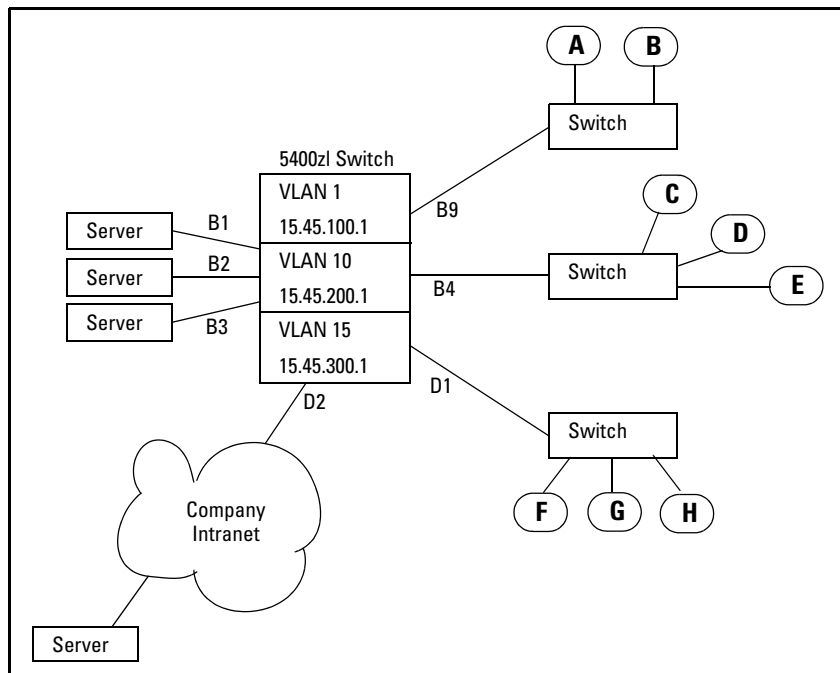 A
B
Switch
5400zl Switch
VLAN 1
15.45.100.1
B9
B1
Server
B2
Server
B3
Server
VLAN 10
15.45.200.1
B4
C
D
Switch
E
VLAN 15
15.45.300.1
D1
D2
Switch
F
G
H
Company
Intranet
Server